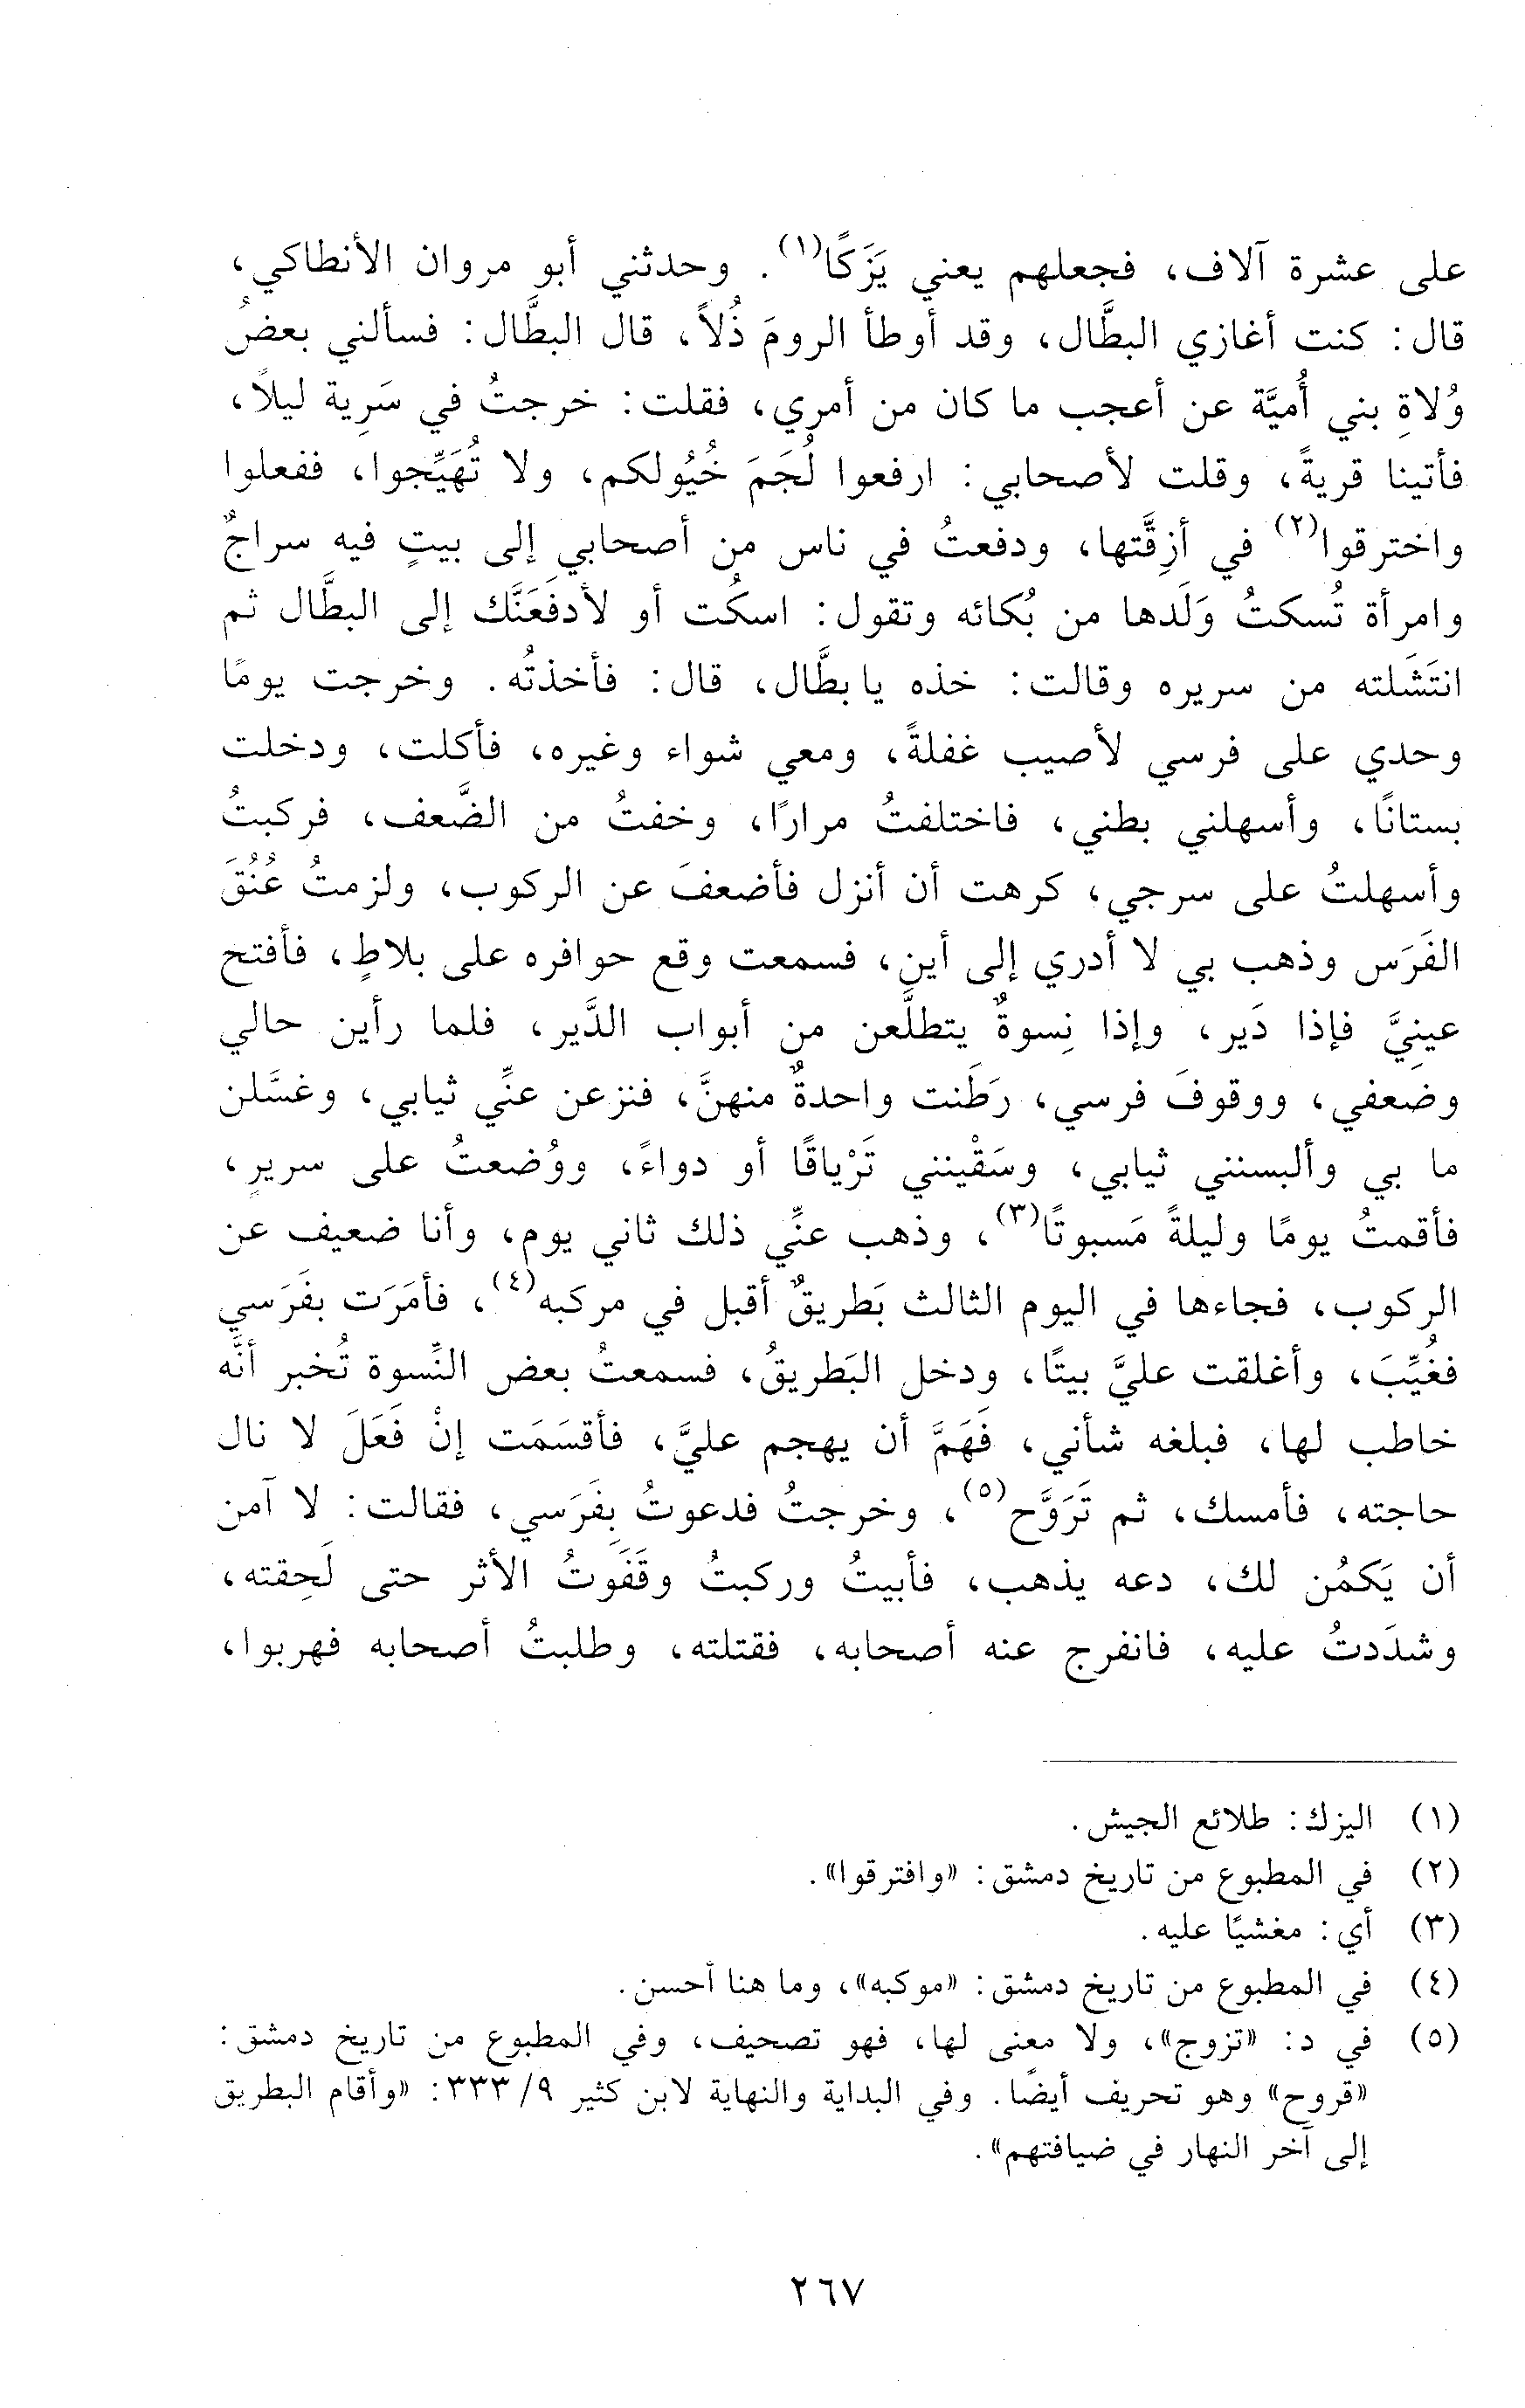 على عشرة آلاف، فجعلهم يعني يَزَكًا(١). وحدثني أبو مروان الأنطاكي،
قال: كنت أغازي البطَّال، وقد أوطأ الرومَ ذُلاً، قال البطَّال: فسألني بعضُ
وُلاةِ بني أُميَّة عن أعجب ما كان من أمري، فقلت: خرجتُ في سَرِية ليلاً،
فأتينا قريةً، وقلت لأصحابي: ارفعوا لُجَمَ خُيُولكم، ولا تُهَيِّجوا، ففعلوا
واخترقوا(٢) في أزِقَّتها، ودفعتُ في ناس من أصحابي إلى بيتٍ فيه سراجٌ
وامرأة تُسكتُ وَلَدها من بُكائه وتقول: اسكُت أو لأدفَعَنَّك إلى البطَّال ثم
انتَشَلته من سريره وقالت: خذه يا بطَّال، قال: فأخذتُه. وخرجت يومًا
وحدي على فرسي لأصيب غفلةً، ومعي شواء وغيره، فأكلت، ودخلت
بستانًا، وأسهلني بطني، فاختلفتُ مرارًا، وخفتُ من الضَّعف، فركبتُ
وأسهلتُ على سرجي، كرهت أن أنزل فأضعفَ عن الركوب، ولزمتُ عُنُقَ
الفَرَس وذهب بي لا أدري إلى أين، فسمعت وقع حوافره على بلاطٍ، فأفتح
عينِيَّ فإذا دَير، وإذا نِسوةٌ يتطلَّعن من أبواب الدَّير، فلما رأين حالي
وضعفي، ووقوفَ فرسي، رَطَنت واحدةٌ منهنَّ، فنزعن عنِّي ثيابي، وغسَّلن
ما بي وألبسنني ثيابي، وسَقْينني تَرْياقًا أو دواءً، ووُضعتُ على سريرٍ،
فأقمتُ يومًا وليلةً مَسبوتًا(٣)، وذهب عنِّي ذلك ثاني يوم، وأنا ضعيف عن
الركوب، فجاءها في اليوم الثالث بَطريقٌ أقبل في مركبه(٤)، فأمَرَت بفَرَسي
فغُيِّبَ، وأغلقت عليَّ بيتًا، ودخل البَطريقُ، فسمعتُ بعض النِّسوة تُخبر أنَّه
خاطب لها، فبلغه شأني، فَهَمَّ أن يهجم عليَّ، فأقسَمَت إنْ فَعَلَ لا نال
حاجته، فأمسك، ثم تَرَوَّح(٥)، وخرجتُ فدعوتُ بِفَرَسي، فقالت: لا آمن
أن يَكمُن لك، دعه يذهب، فأبيتُ وركبتُ وقَفَوتُ الأثر حتى لَحِقته،
وشدَدتُ عليه، فانفرج عنه أصحابه، فقتلته، وطلبتُ أصحابه فهربوا،
(١) اليزك: طلائع الجيش.
(٢) في المطبوع من تاريخ دمشق: «وافترقوا».
(٣) أي: مغشيًا عليه.
(٤) في المطبوع من تاريخ دمشق: «موكبه»، وما هنا أحسن.
(٥) في د: «تزوج»، ولا معنى لها، فهو تصحيف، وفي المطبوع من تاريخ دمشق:
«قروح» وهو تحريف أيضًا. وفي البداية والنهاية لابن كثير ٩/ ٣٣٣: «وأقام البطريق
إلى آخر النهار في ضيافتهم».
٢٦٧